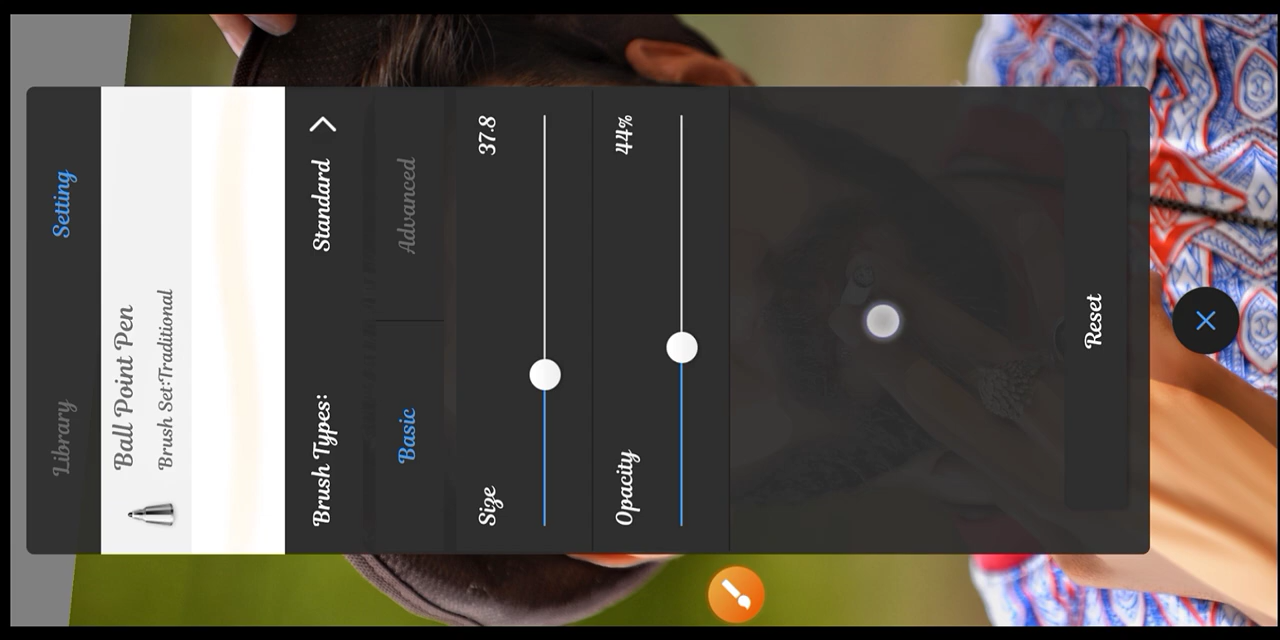 Library Setting
Ball Point Pen
Brush Set:Traditional
Brush Types: Standard
Basic Advanced
Size 37.8
Opacity 44%
Reset